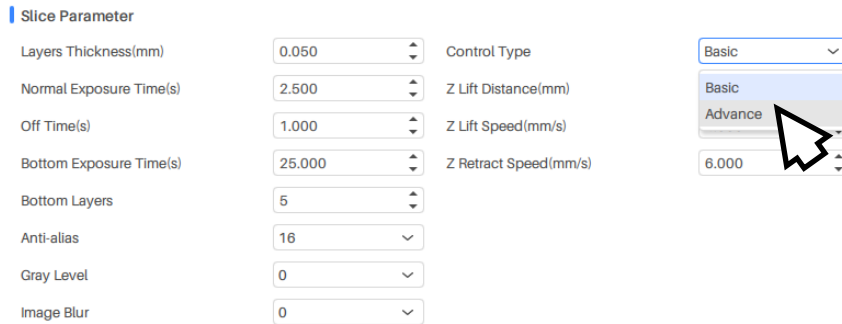 Slice Parameter
Layers Thickness(mm) 0.050 Control Type Basic
Normal Exposure Time(s) 2.500 Z Lift Distance(mm) Basic
Off Time(s) 1.000 Z Lift Speed(mm/s) Advance
Bottom Exposure Time(s) 25.000 Z Retract Speed(mm/s) 6.000
Bottom Layers 5
Anti-alias 16
Gray Level 0
Image Blur 0